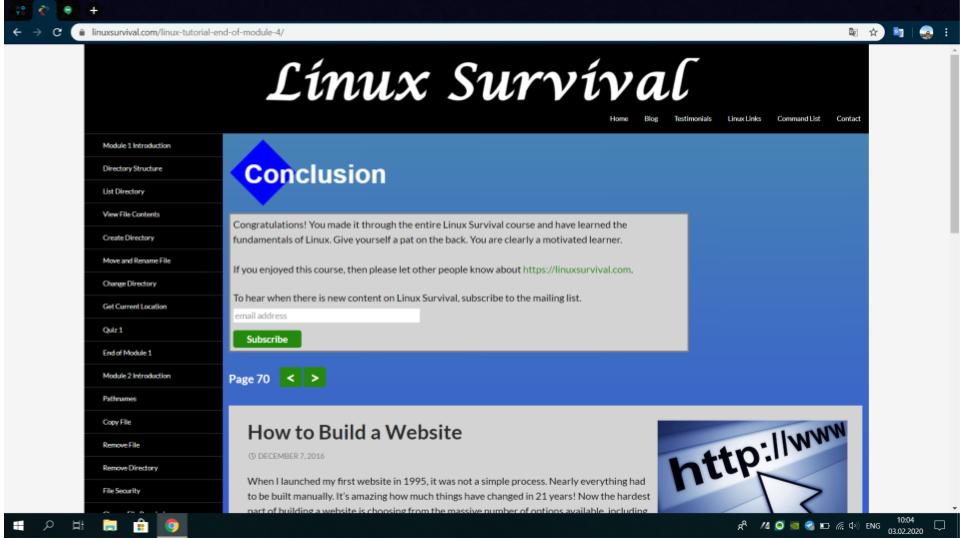 linuxsurvival.com/linux-tutorial-end-of-module-4/
Linux Survival
Home Blog Testimonials Linux Links Command List Contact
Module 1 Introduction
Directory Structure
List Directory
View File Contents
Create Directory
Move and Rename File
Change Directory
Get Current Location
Quiz 1
End of Module 1
Module 2 Introduction
Pathnames
Copy File
Remove File
Remove Directory
File Security
Conclusion
Congratulations! You made it through the entire Linux Survival course and have learned the
fundamentals of Linux. Give yourself a pat on the back. You are clearly a motivated learner.
If you enjoyed this course, then please let other people know about https://linuxsurvival.com.
To hear when there is new content on Linux Survival, subscribe to the mailing list.
email address
Subscribe
Page 70 < >
How to Build a Website
DECEMBER 7, 2016
When I launched my first website in 1995, it was not a simple process. Nearly everything had
to be built manually. It's amazing how much things have changed in 21 years! Now the hardest
part of building a website is choosing from the massive number of options available, including
http://www
ENG
10:04
03.02.2020